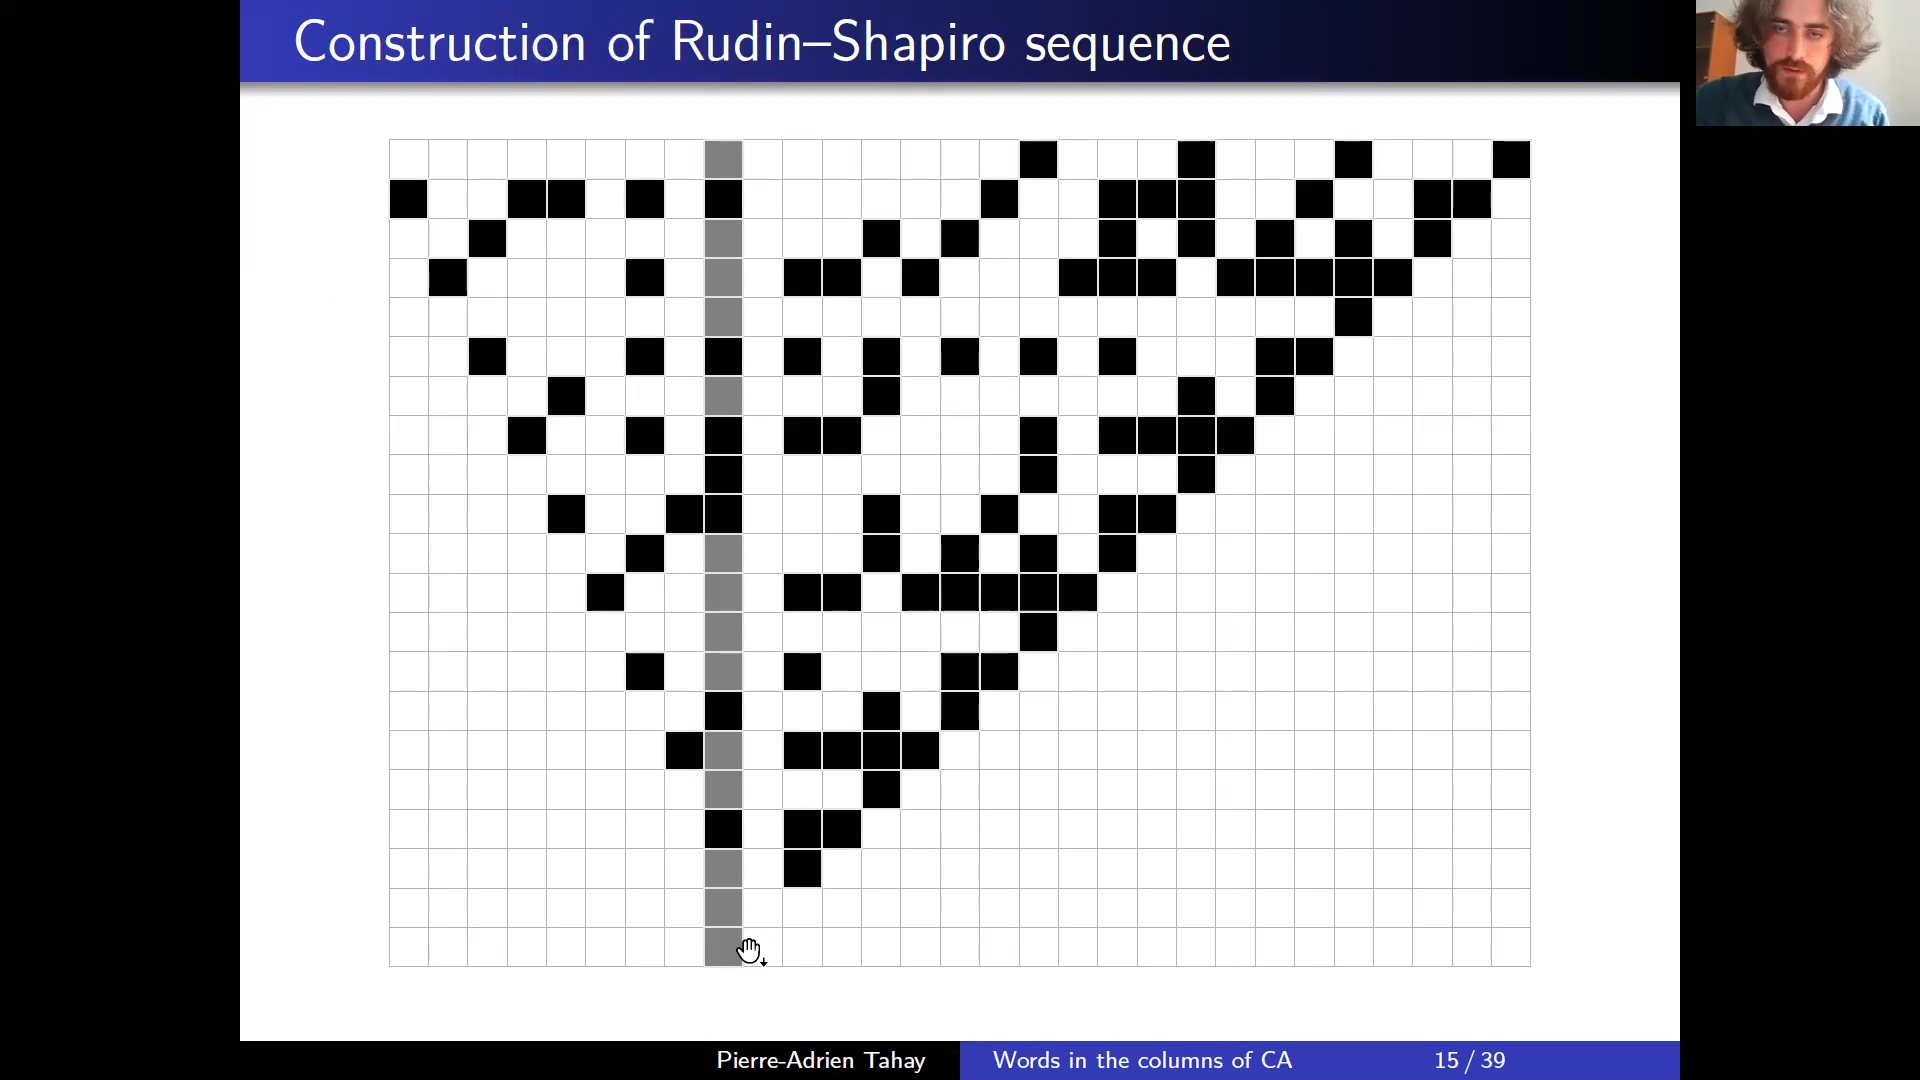 Construction of Rudin–Shapiro sequence
Pierre-Adrien Tahay
Words in the columns of CA
15 / 39